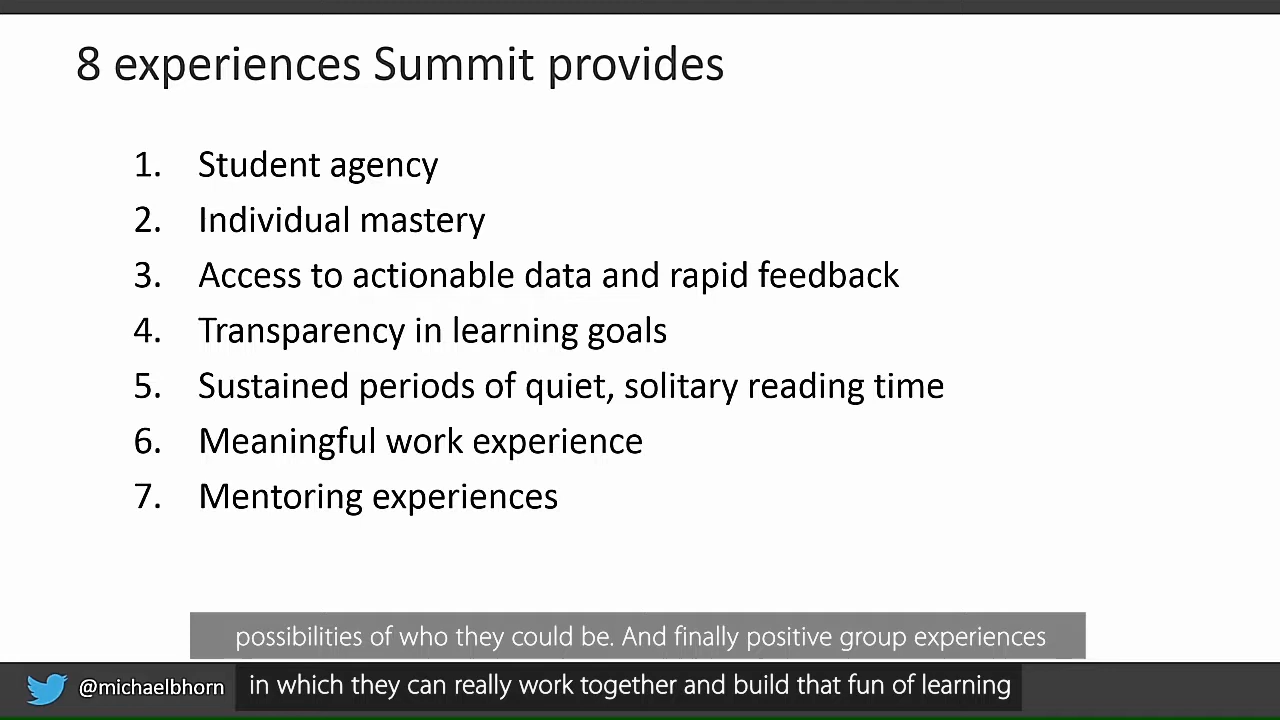 8 experiences Summit provides
1. Student agency
2. Individual mastery
3. Access to actionable data and rapid feedback
4. Transparency in learning goals
5. Sustained periods of quiet, solitary reading time
6. Meaningful work experience
7. Mentoring experiences
possibilities of who they could be. And finally positive group experiences
@michaelbhorn in which they can really work together and build that fun of learning